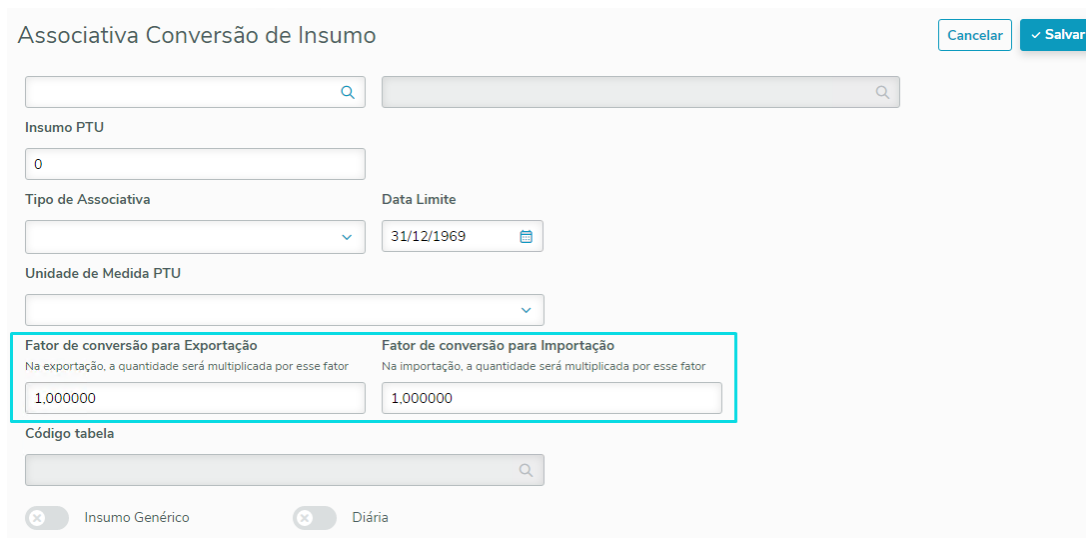 Associativa Conversão de Insumo
Cancelar
Salvar
Insumo PTU
0
Tipo de Associativa
Data Limite
31/12/1969
Unidade de Medida PTU
Fator de conversão para Exportação
Fator de conversão para Importação
Na exportação, a quantidade será multiplicada por esse fator
Na importação, a quantidade será multiplicada por esse fator
1,000000
1,000000
Código tabela
Insumo Genérico
Diária